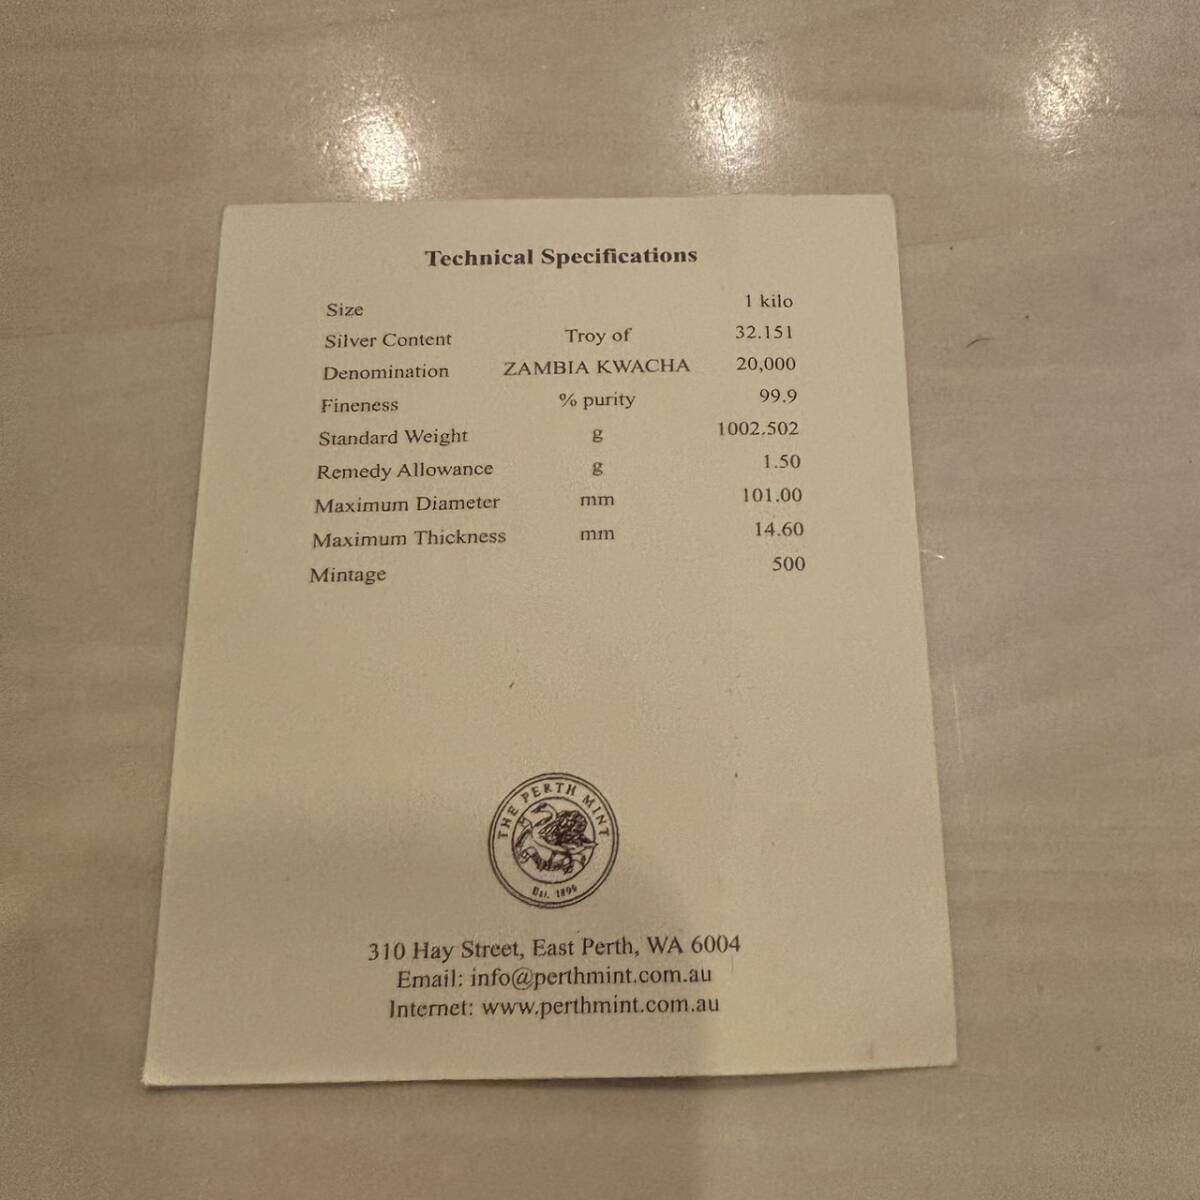 Technical Specifications
Size 1 kilo
Silver Content Troy of 32.151
Denomination ZAMBIA KWACHA 20,000
Fineness % purity 99.9
Standard Weight g 1002.502
Remedy Allowance g 1.50
Maximum Diameter mm 101.00
Maximum Thickness mm 14.60
Mintage 500
THE PERTH MINT
Est. 1899
310 Hay Street, East Perth, WA 6004
Email: info@perthmint.com.au
Internet: www.perthmint.com.au